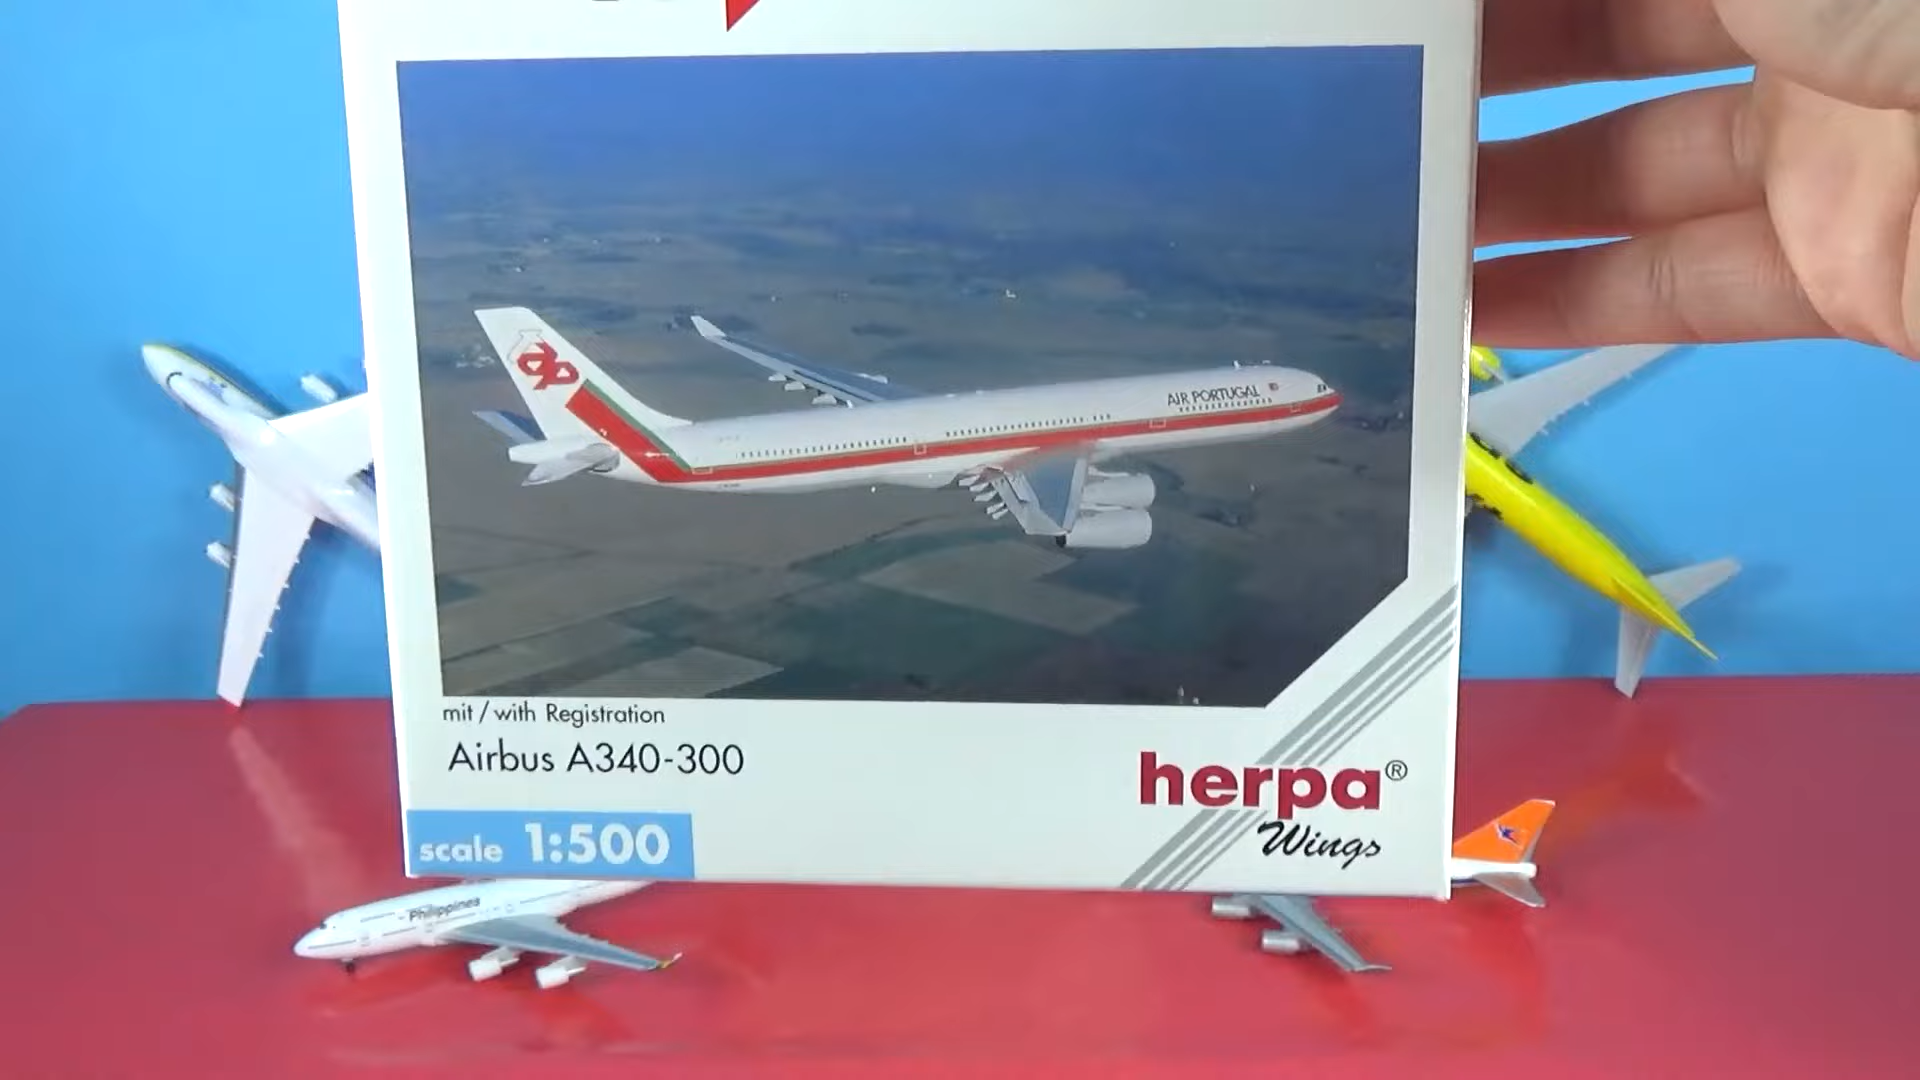 AIR PORTUGAL
mit / with Registration
Airbus A340-300
herpa®
Wings
scale 1:500
Philippines